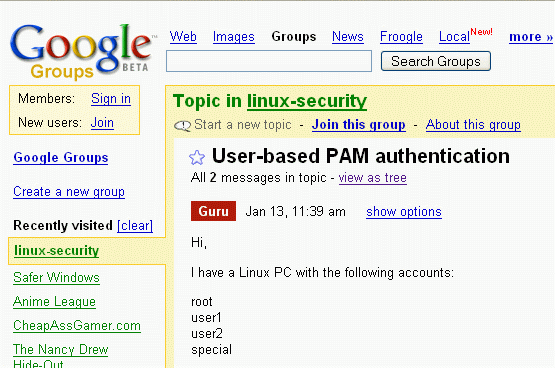 Google™
Groups BETA
Web Images Groups News Froogle Local New! more »
Search Groups
Members: Sign in
New users: Join
Google Groups
Create a new group
Recently visited [clear]
linux-security
Safer Windows
Anime League
CheapAssGamer.com
The Nancy Drew
Hide-Out
Topic in linux-security
Start a new topic - Join this group - About this group
User-based PAM authentication
All 2 messages in topic - view as tree
Guru Jan 13, 11:39 am show options
Hi,
I have a Linux PC with the following accounts:
root
user1
user2
special